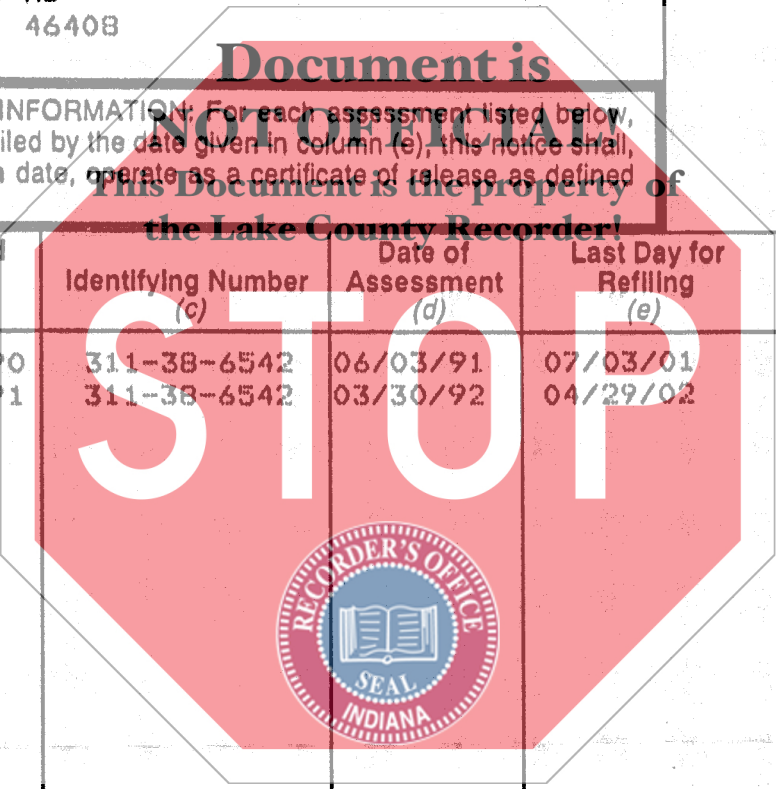 46408
Document is
NOT OFFICIAL!
INFORMATION: For each assessment listed below,
iled by the date given in column (e), this notice shall,
date, operate as a certificate of release as defined
This Document is the property of
the Lake County Recorder!
Identifying Number
(c)
Date of
Assessment
(d)
Last Day for
Refiling
(e)
0 311-38-6542 06/03/91 07/03/01
1 311-38-6542 03/30/92 04/29/02
STOP
RECORDER'S OFFICE
SEAL
INDIANA